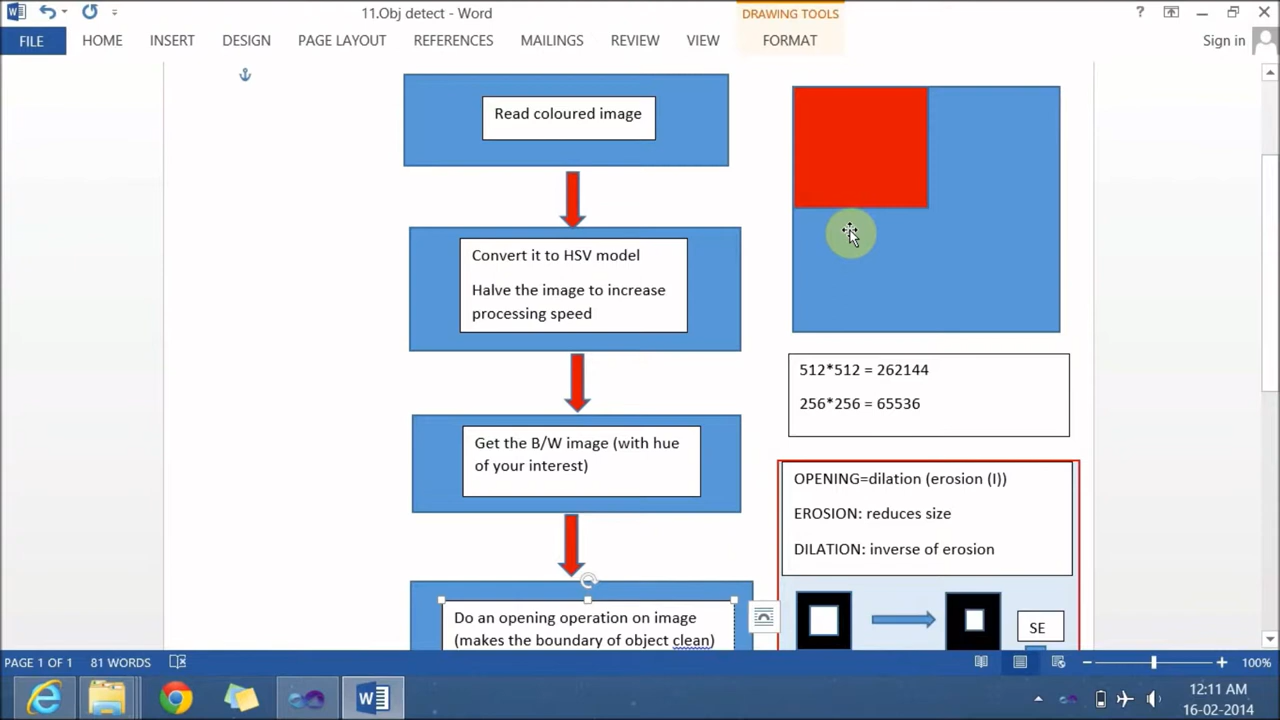 11.Obj detect - Word
DRAWING TOOLS
?
FILE
HOME
INSERT
DESIGN
PAGE LAYOUT
REFERENCES
MAILINGS
REVIEW
VIEW
FORMAT
Sign in
Read coloured image
Convert it to HSV model
Halve the image to increase
processing speed
Get the B/W image (with hue
of your interest)
Do an opening operation on image
(makes the boundary of object clean)
512*512 = 262144
256*256 = 65536
OPENING=dilation (erosion (I))
EROSION: reduces size
DILATION: inverse of erosion
SE
PAGE 1 OF 1
81 WORDS
100%
12:11 AM
16-02-2014